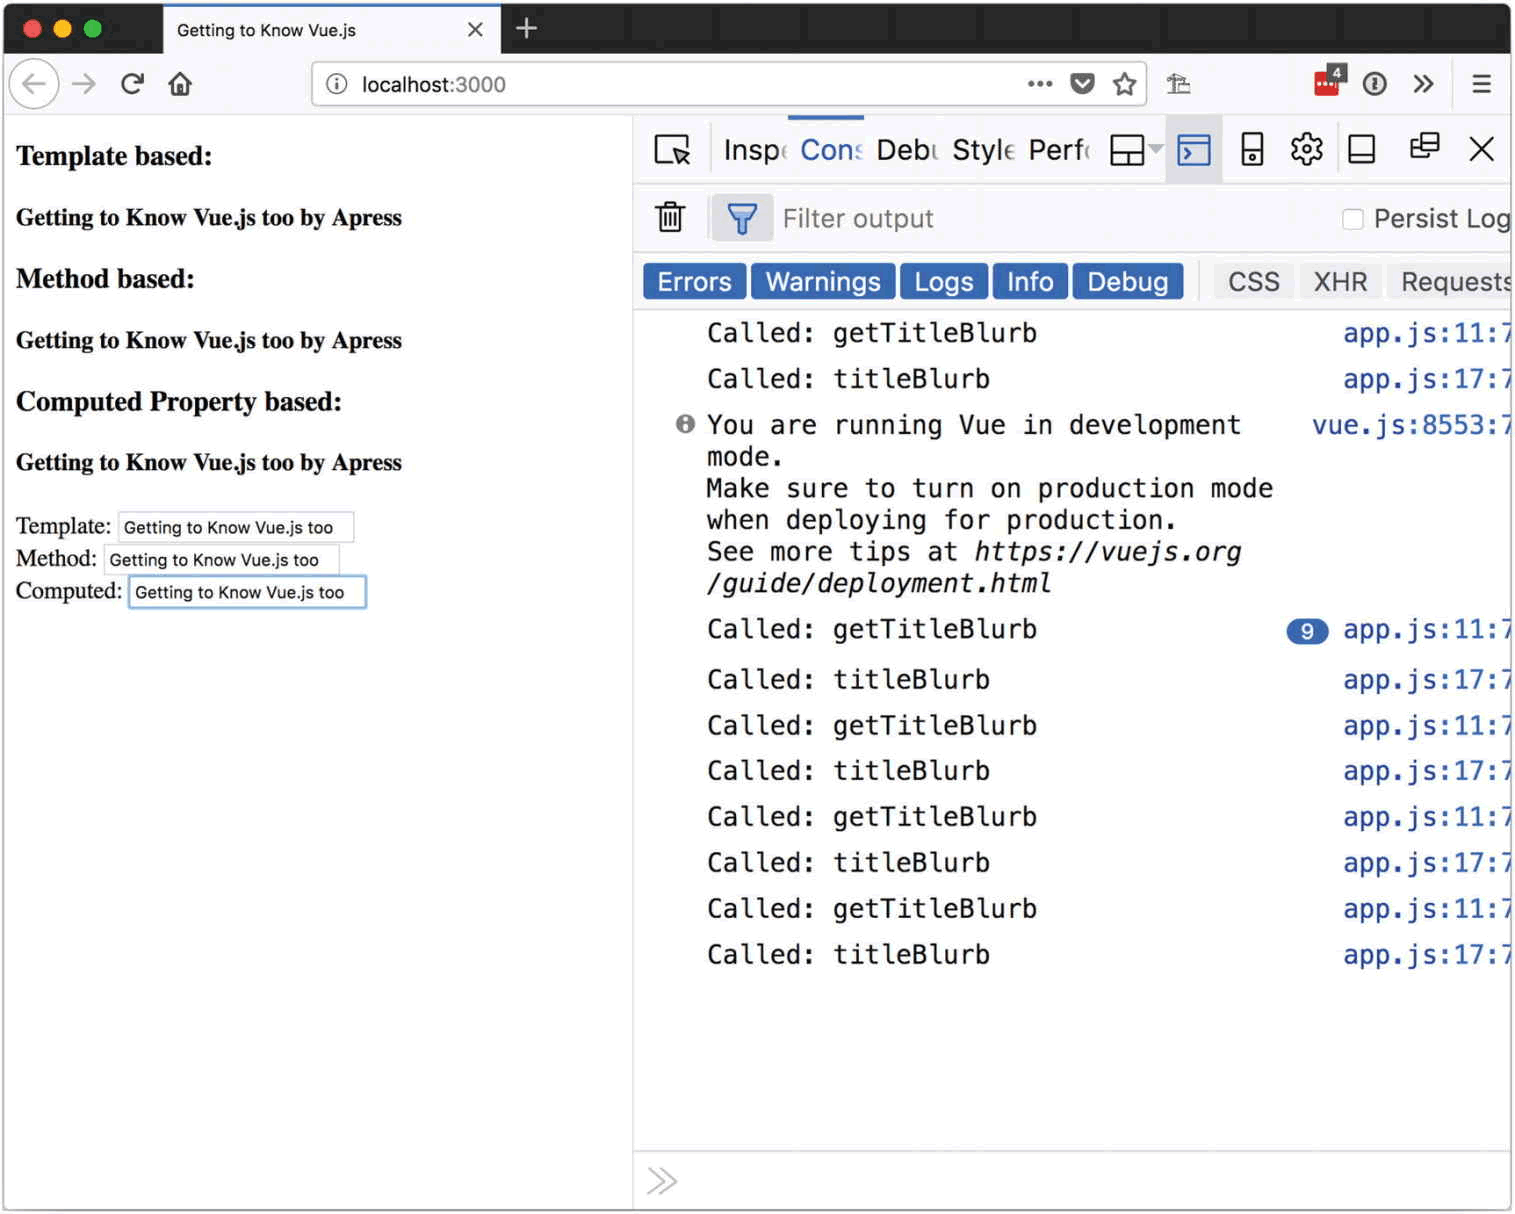 Getting to Know Vue.js
localhost:3000
4
Template based:
Getting to Know Vue.js too by Apress
Method based:
Getting to Know Vue.js too by Apress
Computed Property based:
Getting to Know Vue.js too by Apress
Template: Getting to Know Vue.js too
Method: Getting to Know Vue.js too
Computed: Getting to Know Vue.js too
Inspe Cons Debu Style Perfo
Filter output Persist Log
Errors Warnings Logs Info Debug CSS XHR Requests
Called: getTitleBlurb app.js:11:7
Called: titleBlurb app.js:17:7
You are running Vue in development vue.js:8553:7
mode.
Make sure to turn on production mode
when deploying for production.
See more tips at https://vuejs.org
/guide/deployment.html
Called: getTitleBlurb 9 app.js:11:7
Called: titleBlurb app.js:17:7
Called: getTitleBlurb app.js:11:7
Called: titleBlurb app.js:17:7
Called: getTitleBlurb app.js:11:7
Called: titleBlurb app.js:17:7
Called: getTitleBlurb app.js:11:7
Called: titleBlurb app.js:17:7